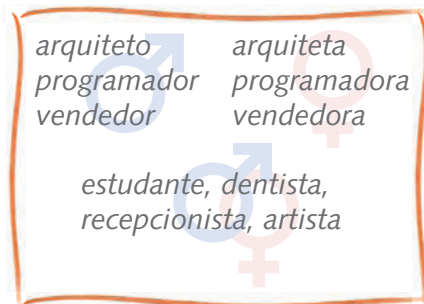 arquiteto arquiteta
programador programadora
vendedor vendedora
estudante, dentista,
recepcionista, artista